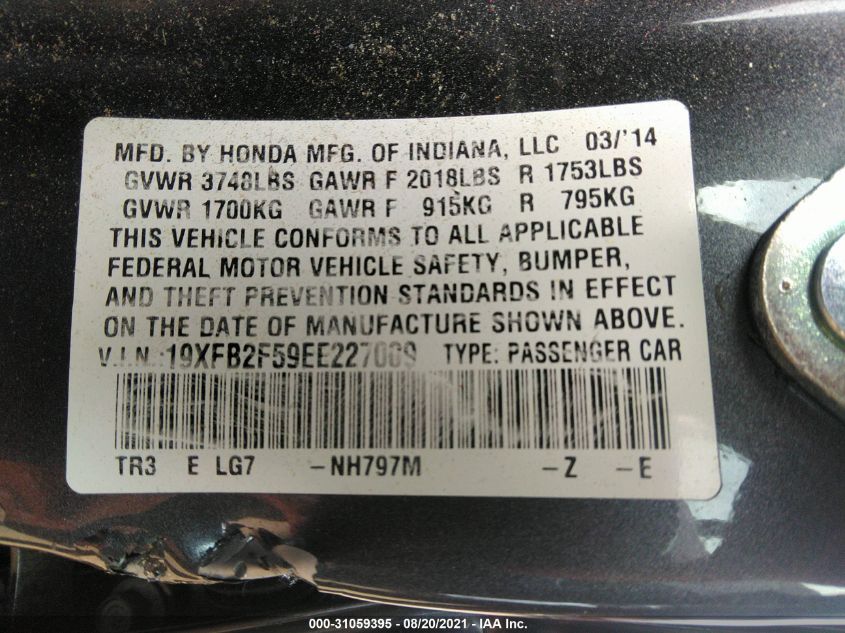 MFD. BY HONDA MFG. OF INDIANA, LLC 03/'14
GVWR 3748LBS GAWR F 2018LBS R 1753LBS
GVWR 1700KG GAWR F 915KG R 795KG
THIS VEHICLE CONFORMS TO ALL APPLICABLE
FEDERAL MOTOR VEHICLE SAFETY, BUMPER,
AND THEFT PREVENTION STANDARDS IN EFFECT
ON THE DATE OF MANUFACTURE SHOWN ABOVE.
V.I.N.:19XFB2F59EE227009 TYPE: PASSENGER CAR
TR3 E LG7 -NH797M -Z -E
000-31059395 - 08/20/2021 - IAA Inc.